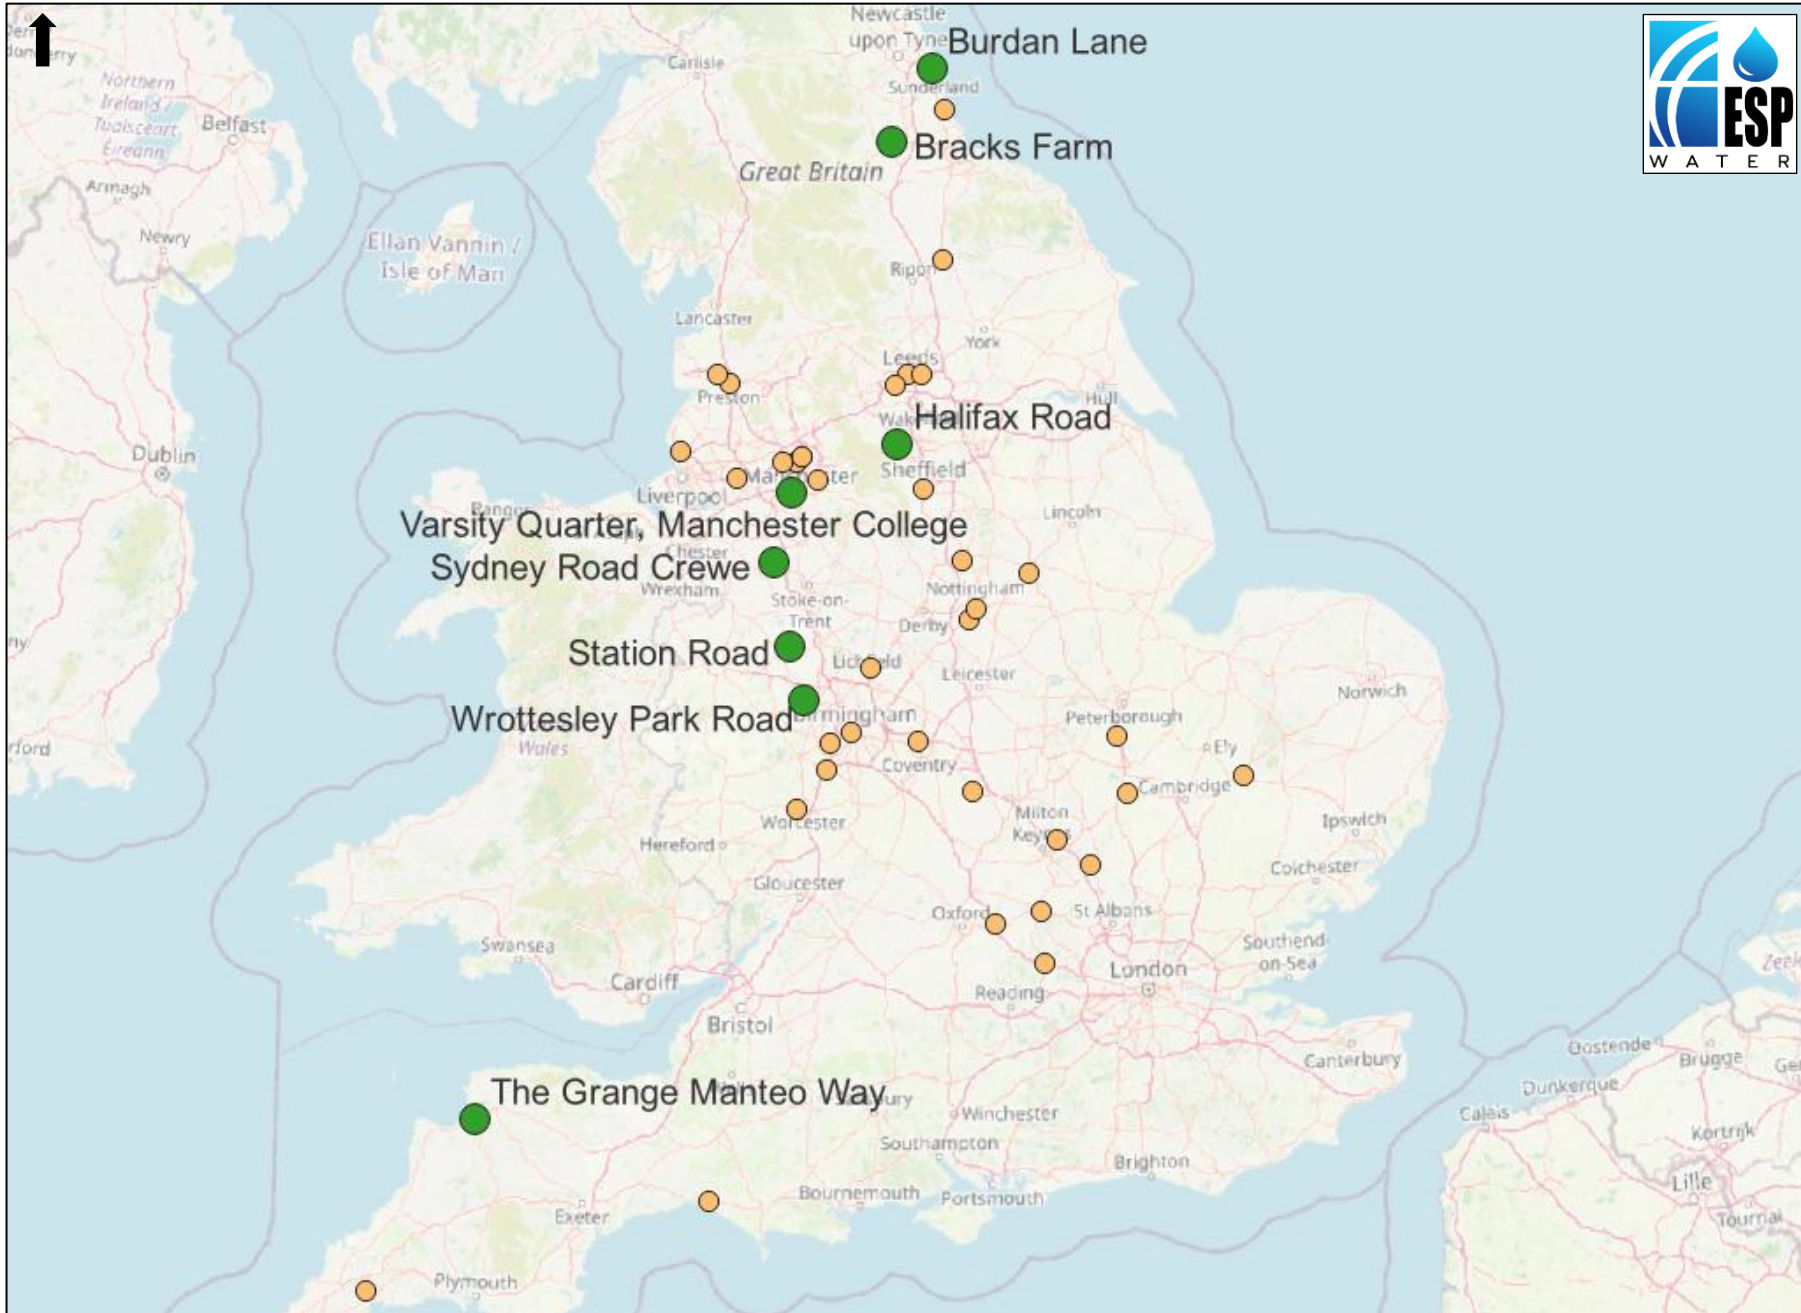 Newcastle
upon Tyne
Burdan Lane
Carlisle
Sunderland
ESP
WATER
Northern
Ireland /
Tuaisceart
Éireann
Belfast
Bracks Farm
Great Britain
Armagh
Newry
Ellan Vannin /
Isle of Man
Ripon
Lancaster
York
Leeds
Preston
Hull
Halifax Road
Dublin
Manchester
Sheffield
Liverpool
Lincoln
Varsity Quarter, Manchester College
Chester
Sydney Road Crewe
Wrexham
Nottingham
Stoke-on-
Trent
Derby
Station Road
Lichfield
Leicester
Norwich
Wrottesley Park Road
Birmingham
Peterborough
Wales
Ely
Coventry
Cambridge
Milton
Keynes
Ipswich
Worcester
Hereford
Colchester
Gloucester
Oxford
St Albans
Swansea
Southend-
on-Sea
Cardiff
London
Reading
Bristol
Canterbury
Oostende
Brugge
The Grange Manteo Way
Dunkerque
Winchester
Calais
Southampton
Kortrijk
Brighton
Lille
Bournemouth
Portsmouth
Exeter
Tournai
Plymouth